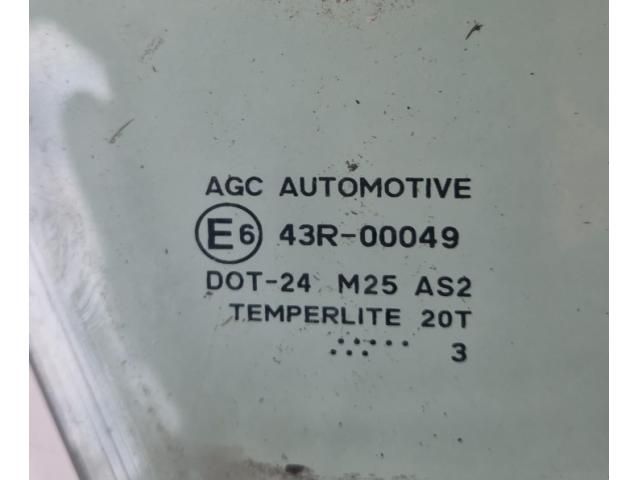 AGC AUTOMOTIVE
E6 43R-00049
DOT-24 M25 AS2
TEMPERLITE 20T
3